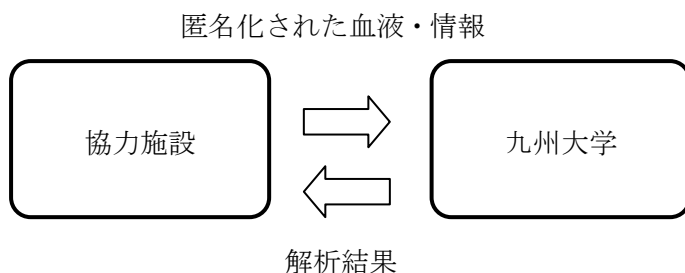 匿名化された血液・情報
協力施設
九州大学
解析結果